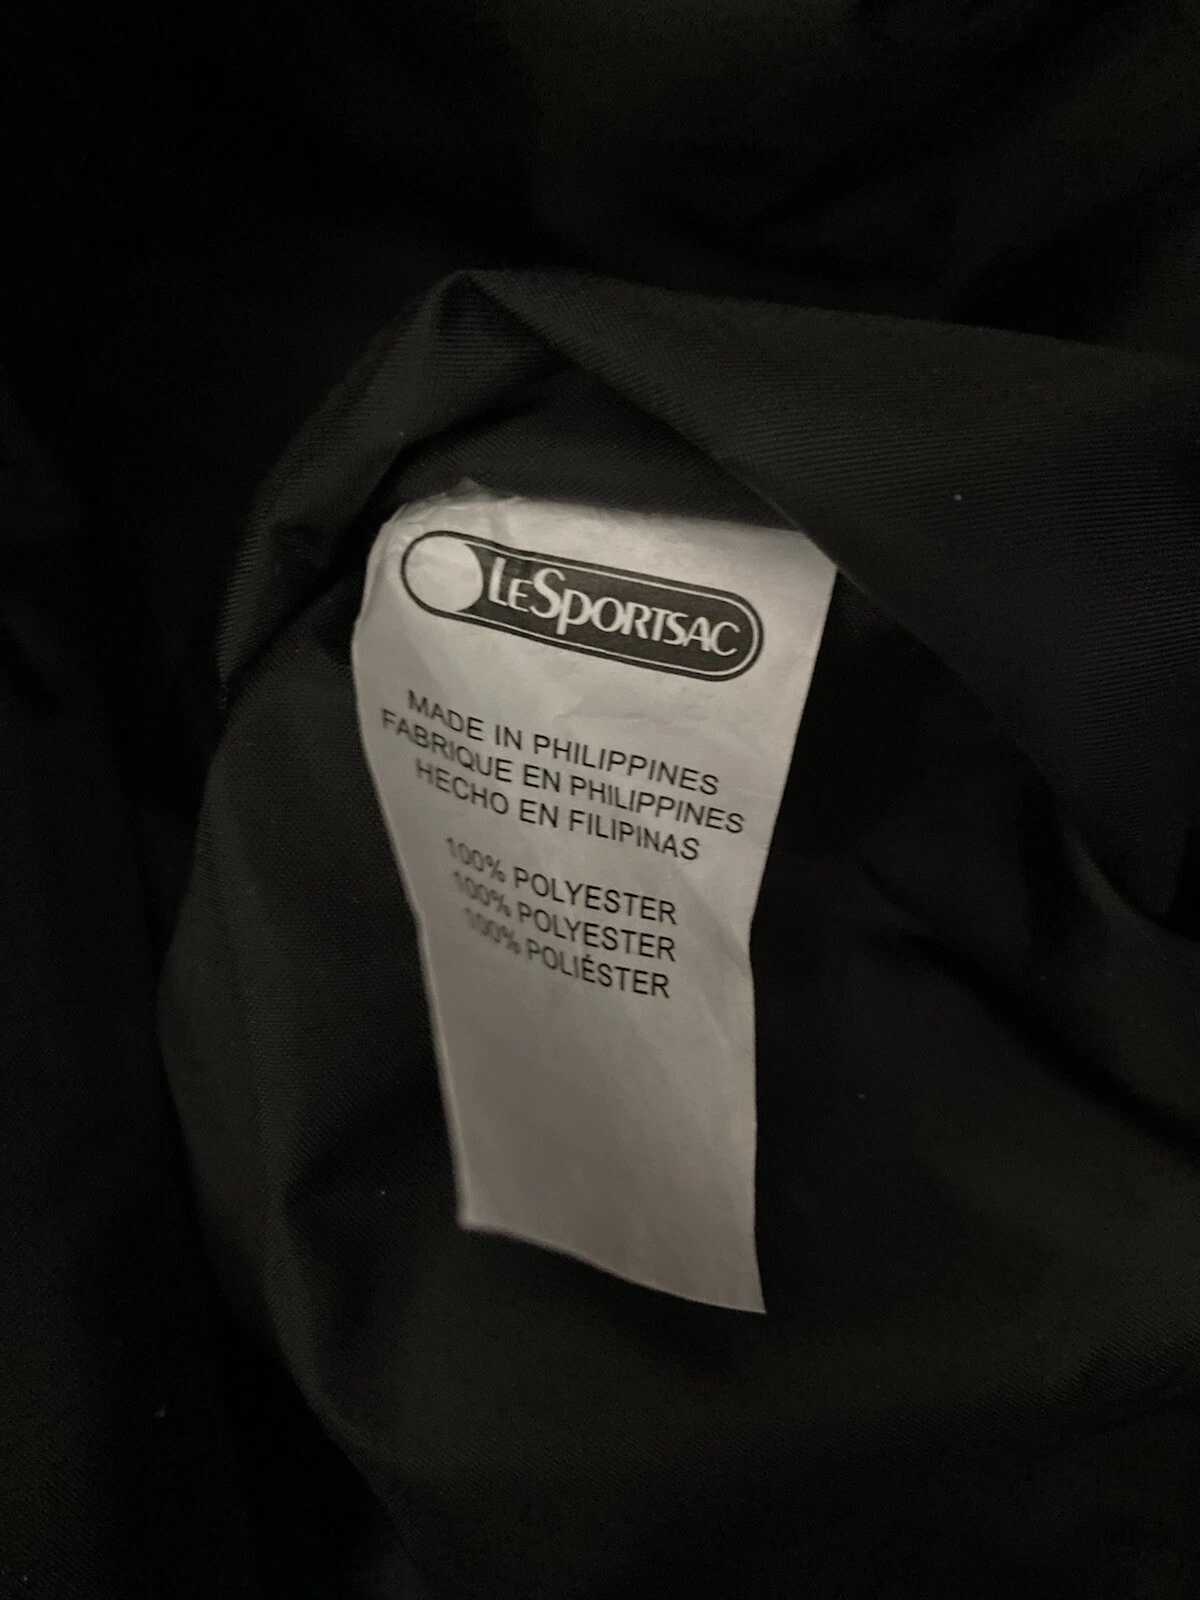 LeSportsac
MADE IN PHILIPPINES
FABRIQUE EN PHILIPPINES
HECHO EN FILIPINAS
100% POLYESTER
100% POLYESTER
100% POLIÉSTER